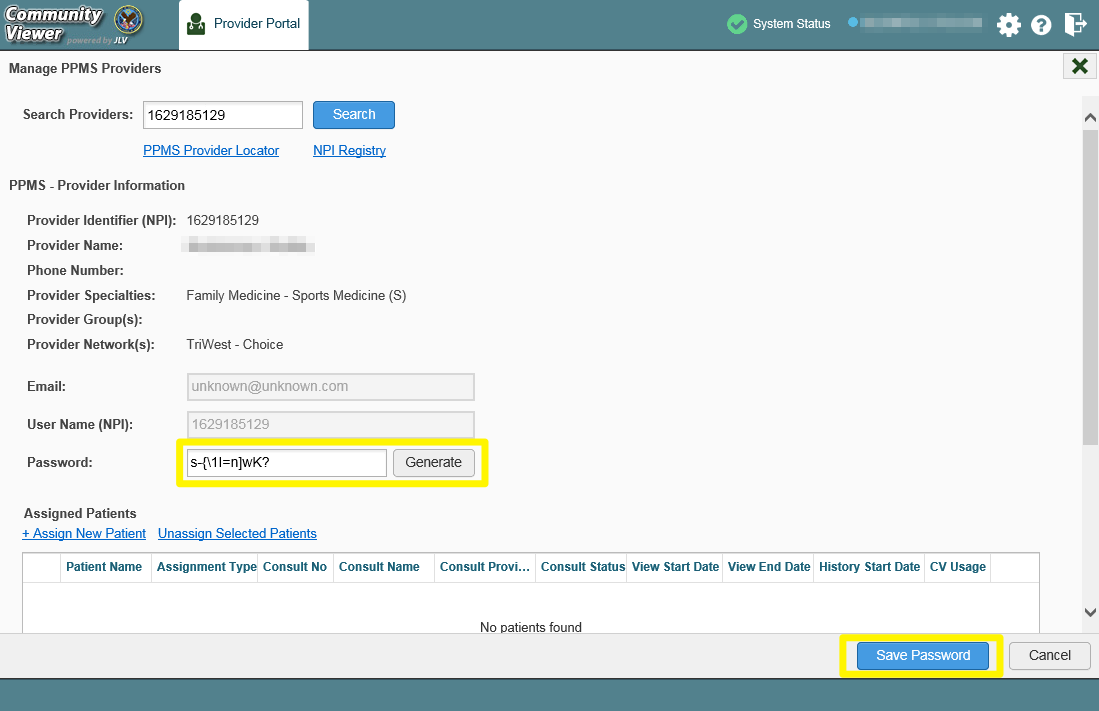 Community
Viewer
powered by JLV
Provider Portal
System Status
Manage PPMS Providers
Search Providers: 1629185129 Search
PPMS Provider Locator NPI Registry
PPMS - Provider Information
Provider Identifier (NPI): 1629185129
Provider Name:
Phone Number:
Provider Specialties: Family Medicine - Sports Medicine (S)
Provider Group(s):
Provider Network(s): TriWest - Choice
Email: unknown@unknown.com
User Name (NPI): 1629185129
Password: s-{\1I=n]wK? Generate
Assigned Patients
+ Assign New Patient Unassign Selected Patients
Patient Name Assignment Type Consult No Consult Name Consult Provi... Consult Status View Start Date View End Date History Start Date CV Usage
No patients found
Save Password Cancel